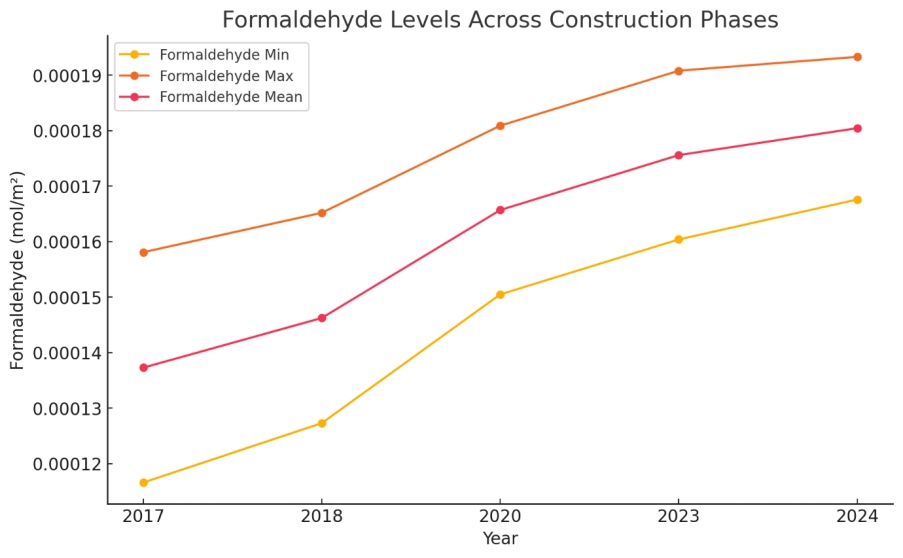 Formaldehyde Levels Across Construction Phases
Formaldehyde Min
Formaldehyde Max
Formaldehyde Mean
Formaldehyde (mol/m²)
0.00019
0.00018
0.00017
0.00016
0.00015
0.00014
0.00013
0.00012
2017 2018 2020 2023 2024
Year